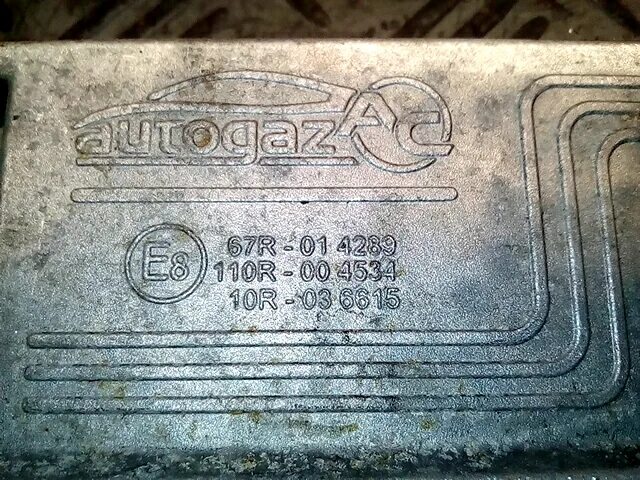 autogaz AC
E8
67R - 01 4289
110R - 00 4534
10R - 03 6615